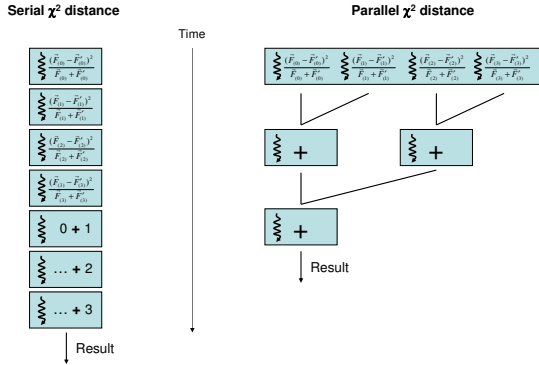 Serial χ² distance
Time
Parallel χ² distance
(F⃗₍₀₎ − F⃗′₍₀₎)² / F⃗₍₀₎ + F⃗′₍₀₎
(F⃗₍₁₎ − F⃗′₍₁₎)² / F⃗₍₁₎ + F⃗′₍₁₎
(F⃗₍₂₎ − F⃗′₍₂₎)² / F⃗₍₂₎ + F⃗′₍₂₎
(F⃗₍₃₎ − F⃗′₍₃₎)² / F⃗₍₃₎ + F⃗′₍₃₎
0 + 1
... + 2
... + 3
Result
(F⃗₍₀₎ − F⃗′₍₀₎)² / F⃗₍₀₎ + F⃗′₍₀₎ (F⃗₍₁₎ − F⃗′₍₁₎)² / F⃗₍₁₎ + F⃗′₍₁₎ (F⃗₍₂₎ − F⃗′₍₂₎)² / F⃗₍₂₎ + F⃗′₍₂₎ (F⃗₍₃₎ − F⃗′₍₃₎)² / F⃗₍₃₎ + F⃗′₍₃₎
+ +
+
Result